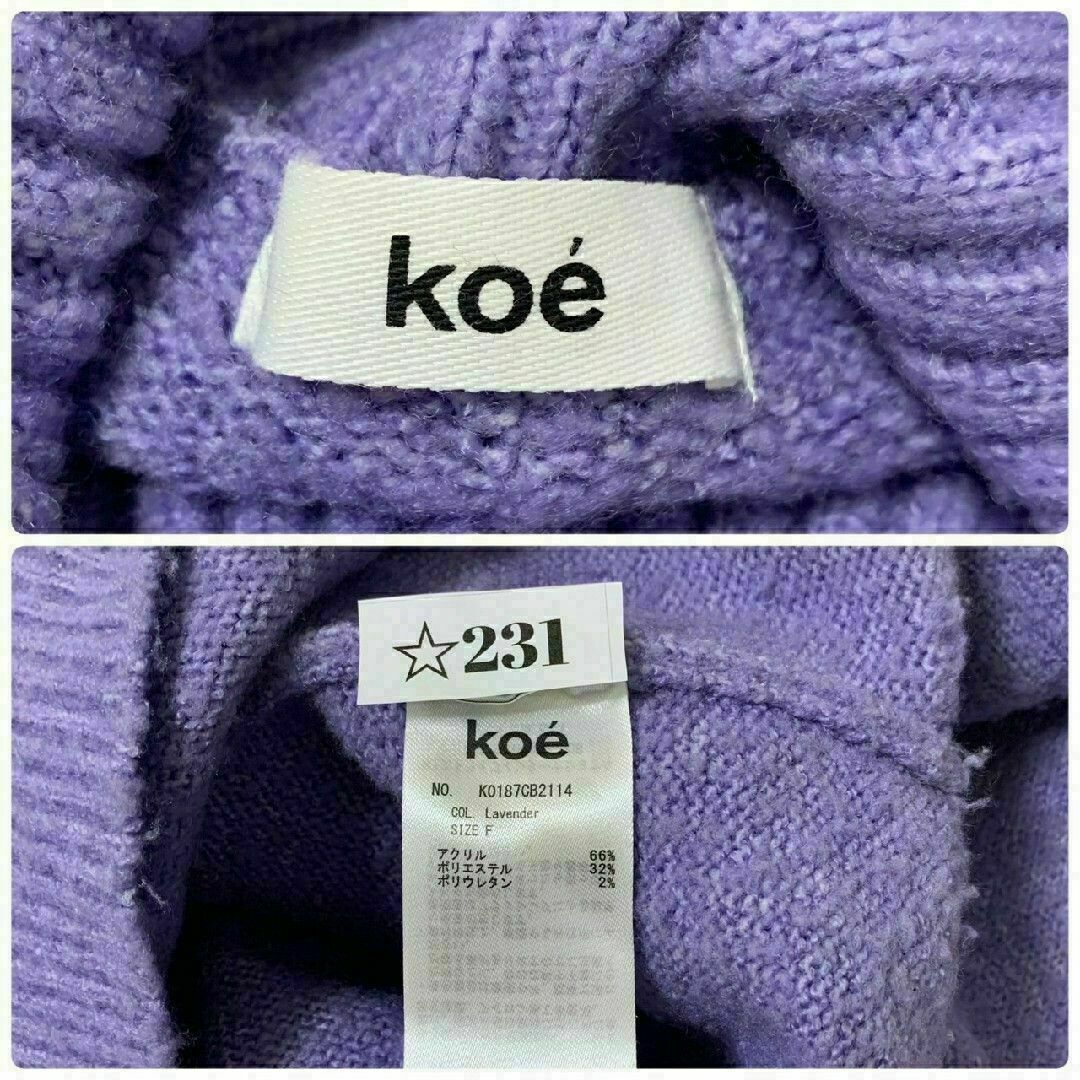 koé
☆231
koé
NO. K0187CB2114
COL. Lavender
SIZE F
アクリル 66%
ポリエステル 32%
ポリウレタン 2%